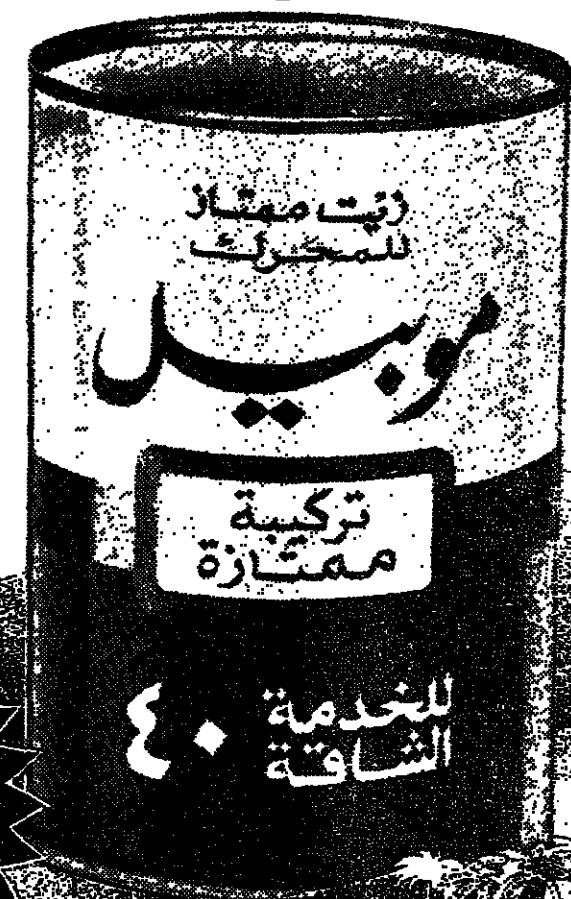 زيت ممتاز
للمحرك
موبيل
تركيبة
ممتازة
للخدمة
الشاقة ٤٠